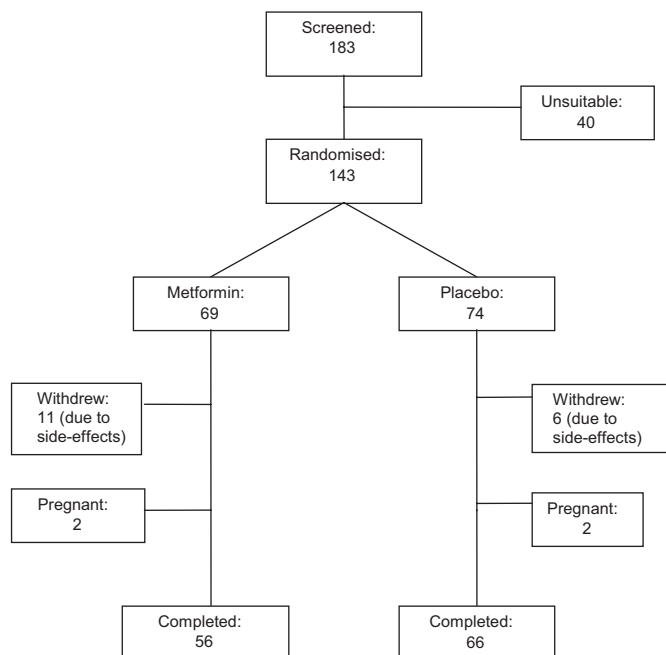 Screened:
183
Unsuitable:
40
Randomised:
143
Metformin:
69
Placebo:
74
Withdrew:
11 (due to
side-effects)
Withdrew:
6 (due to
side-effects)
Pregnant:
2
Pregnant:
2
Completed:
56
Completed:
66